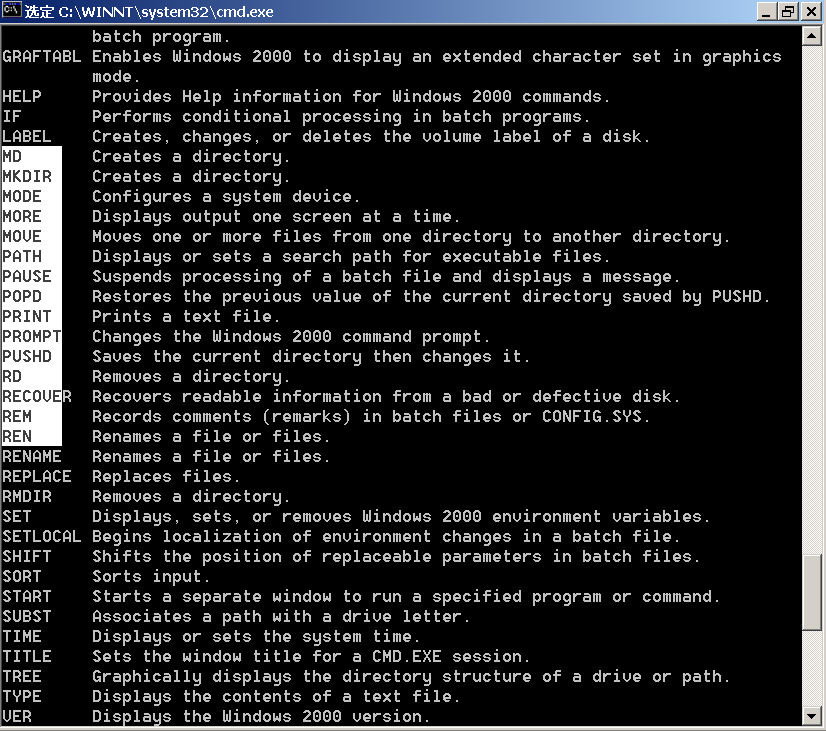 选定 C:\WINNT\system32\cmd.exe
batch program.
GRAFTABL Enables Windows 2000 to display an extended character set in graphics
mode.
HELP Provides Help information for Windows 2000 commands.
IF Performs conditional processing in batch programs.
LABEL Creates, changes, or deletes the volume label of a disk.
MD Creates a directory.
MKDIR Creates a directory.
MODE Configures a system device.
MORE Displays output one screen at a time.
MOVE Moves one or more files from one directory to another directory.
PATH Displays or sets a search path for executable files.
PAUSE Suspends processing of a batch file and displays a message.
POPD Restores the previous value of the current directory saved by PUSHD.
PRINT Prints a text file.
PROMPT Changes the Windows 2000 command prompt.
PUSHD Saves the current directory then changes it.
RD Removes a directory.
RECOVER Recovers readable information from a bad or defective disk.
REM Records comments (remarks) in batch files or CONFIG.SYS.
REN Renames a file or files.
RENAME Renames a file or files.
REPLACE Replaces files.
RMDIR Removes a directory.
SET Displays, sets, or removes Windows 2000 environment variables.
SETLOCAL Begins localization of environment changes in a batch file.
SHIFT Shifts the position of replaceable parameters in batch files.
SORT Sorts input.
START Starts a separate window to run a specified program or command.
SUBST Associates a path with a drive letter.
TIME Displays or sets the system time.
TITLE Sets the window title for a CMD.EXE session.
TREE Graphically displays the directory structure of a drive or path.
TYPE Displays the contents of a text file.
VER Displays the Windows 2000 version.